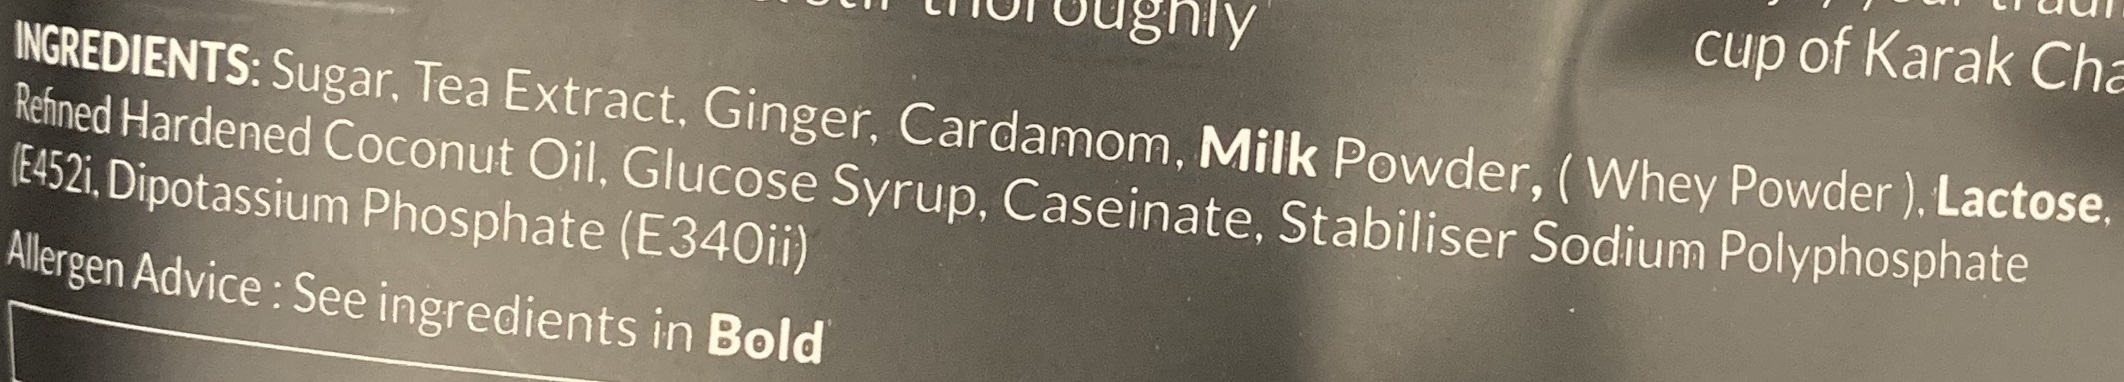 thoroughly
cup of Karak
INGREDIENTS: Sugar, Tea Extract, Ginger, Cardamom, Milk Powder, ( Whey Powder ), Lactose,
Refined Hardened Coconut Oil, Glucose Syrup, Caseinate, Stabiliser Sodium Polyphosphate
(E452i, Dipotassium Phosphate (E340ii)
Allergen Advice : See ingredients in Bold